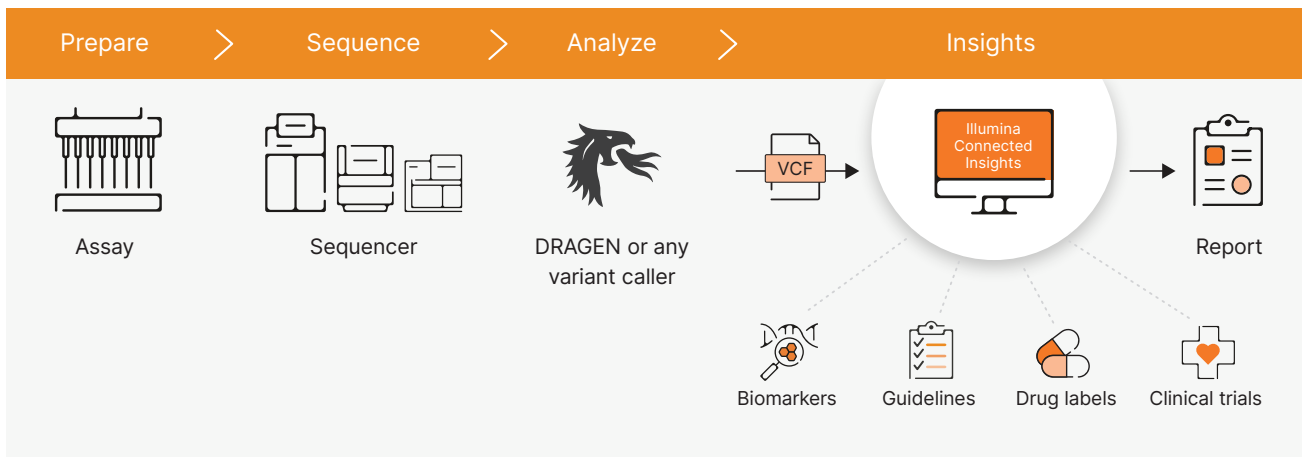 Prepare
Sequence
Analyze
Insights
Assay
Sequencer
DRAGEN or any
variant caller
VCF
Illumina
Connected
Insights
Report
Biomarkers
Guidelines
Drug labels
Clinical trials